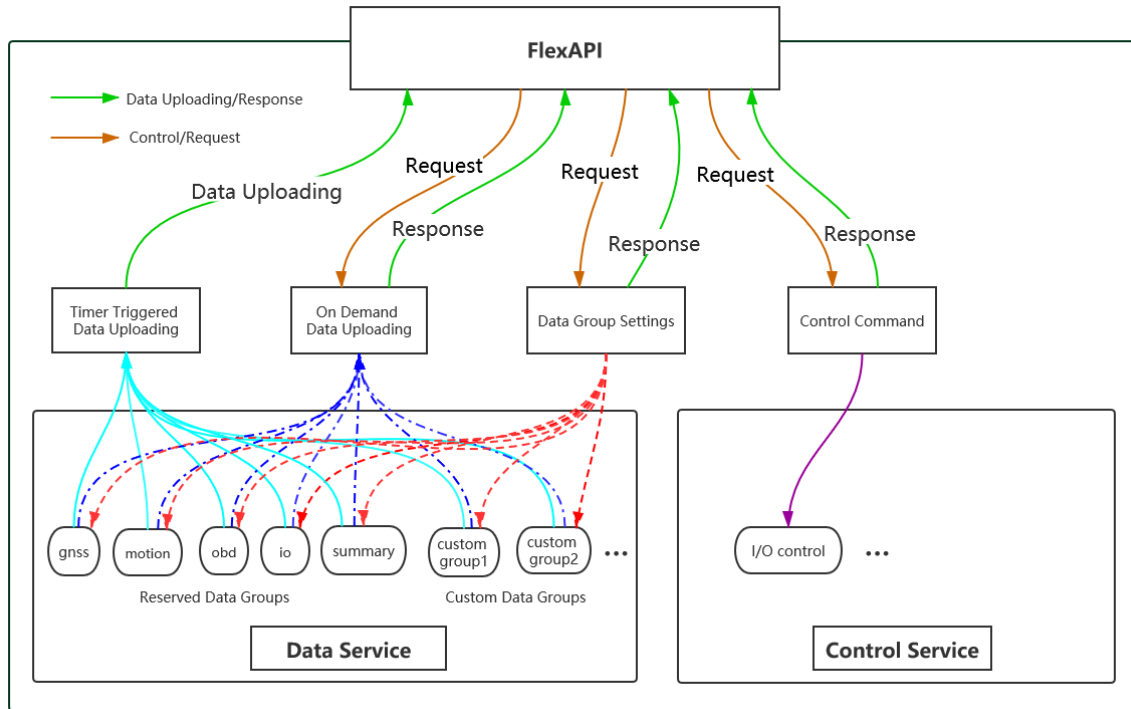 FlexAPI
Data Uploading/Response
Control/Request
Request
Request
Request
Data Uploading
Response
Response
Response
Timer Triggered
Data Uploading
On Demand
Data Uploading
Data Group Settings
Control Command
gnss
motion
obd
io
summary
custom
group1
custom
group2
...
I/O control
...
Reserved Data Groups
Custom Data Groups
Data Service
Control Service